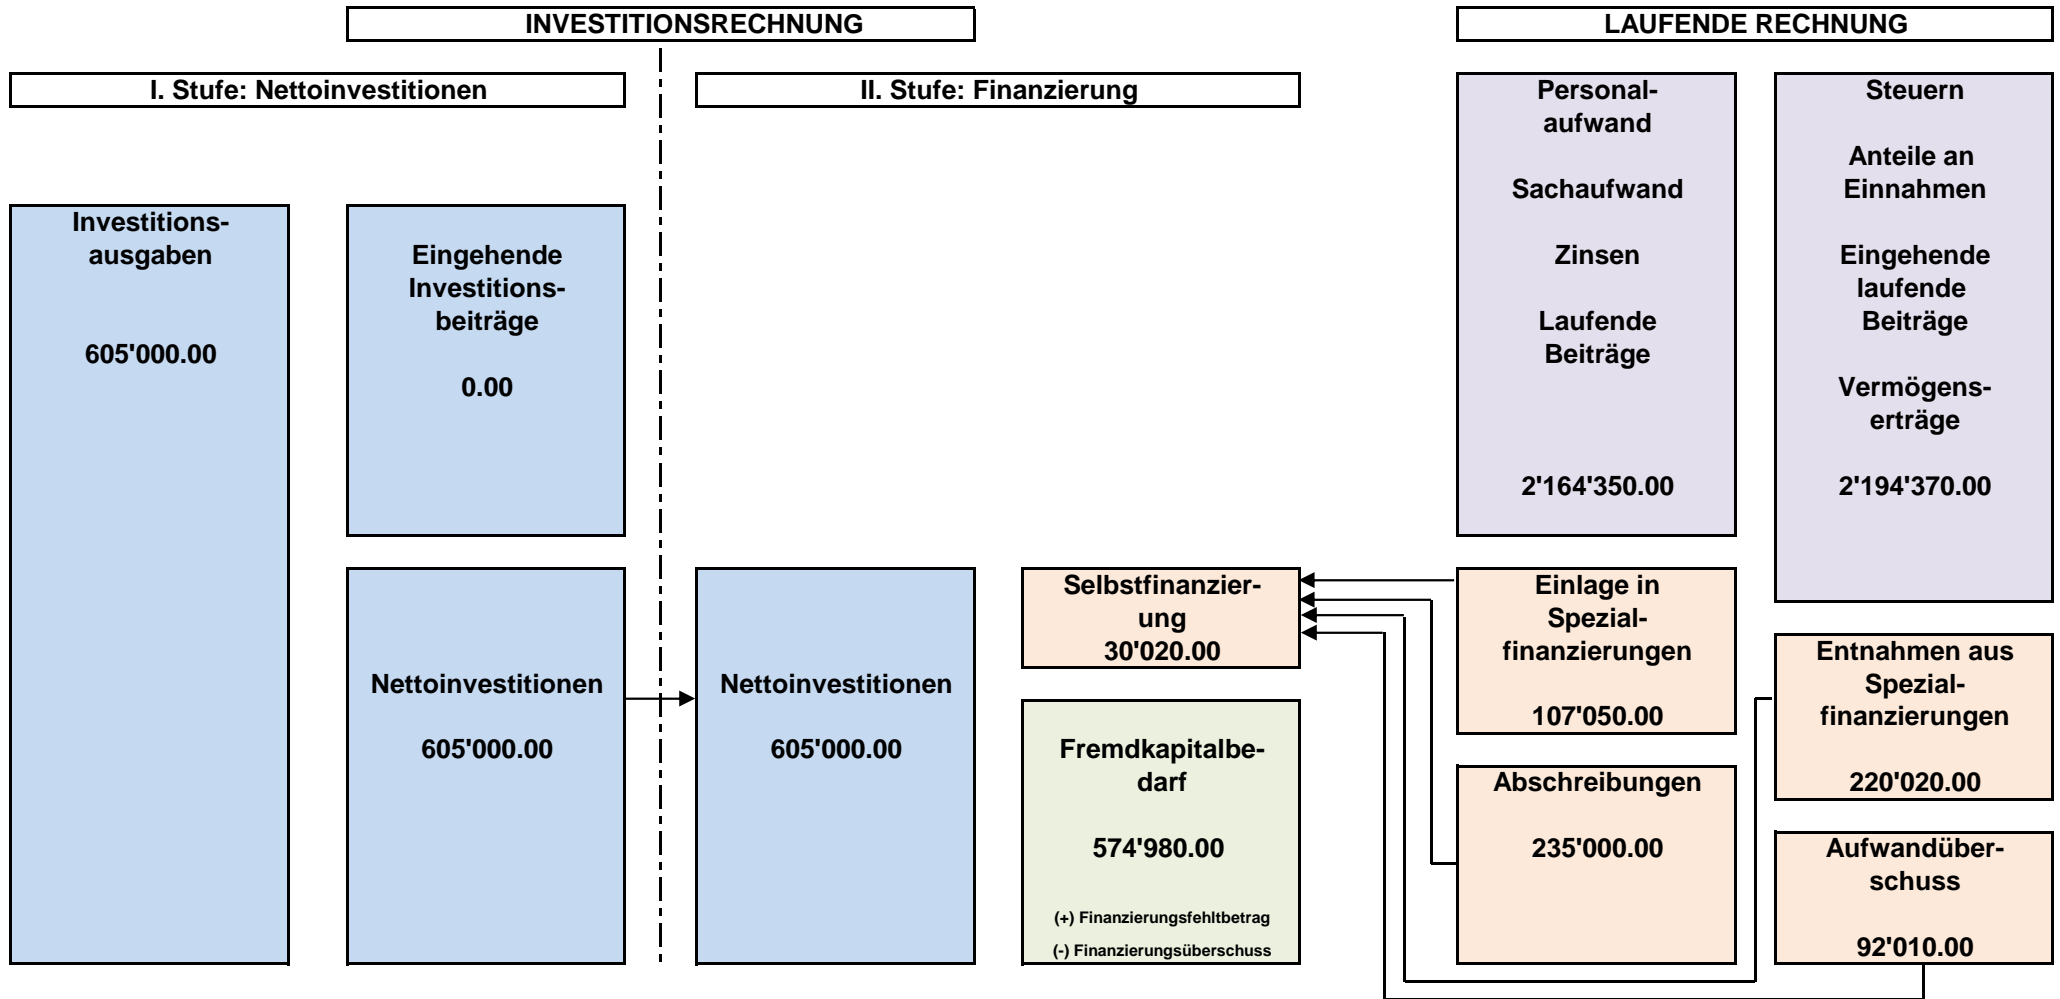 INVESTITIONSRECHNUNG
LAUFENDE RECHNUNG
I. Stufe: Nettoinvestitionen
II. Stufe: Finanzierung
Investitions-
ausgaben
605'000.00
Eingehende
Investitions-
beiträge
0.00
Nettoinvestitionen
605'000.00
Nettoinvestitionen
605'000.00
Selbstfinanzier-
ung
30'020.00
Fremdkapitalbe-
darf
574'980.00
(+) Finanzierungsfehltbetrag
(-) Finanzierungsüberschuss
Personal-
aufwand
Sachaufwand
Zinsen
Laufende
Beiträge
2'164'350.00
Einlage in
Spezial-
finanzierungen
107'050.00
Abschreibungen
235'000.00
Steuern
Anteile an
Einnahmen
Eingehende
laufende
Beiträge
Vermögens-
erträge
2'194'370.00
Entnahmen aus
Spezial-
finanzierungen
220'020.00
Aufwandüber-
schuss
92'010.00